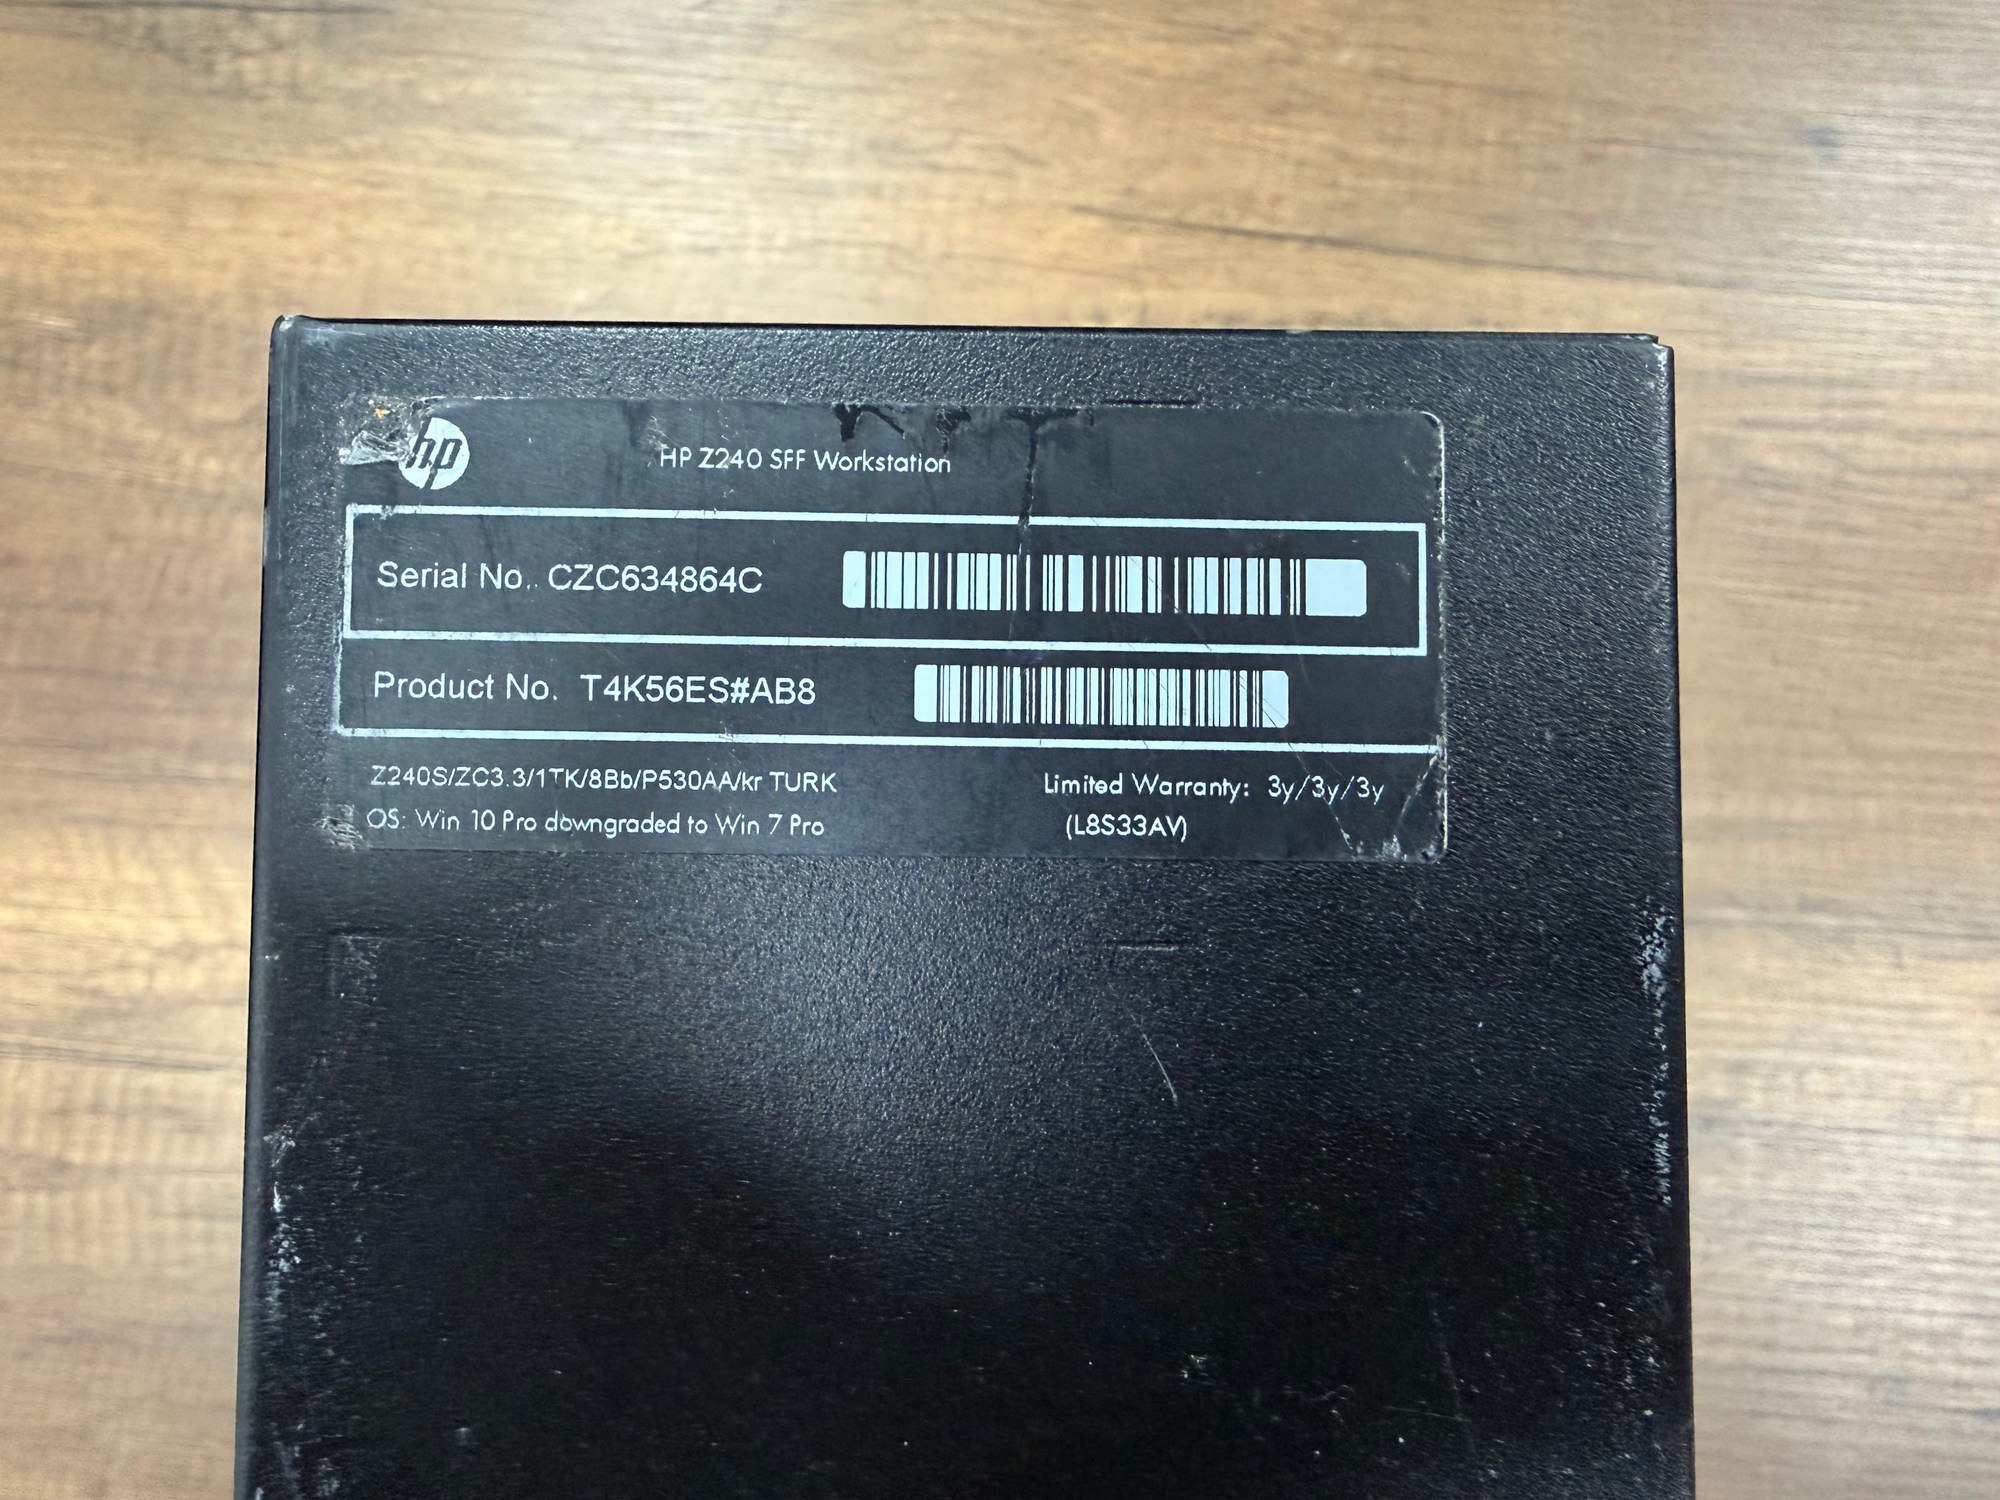 hp
HP Z240 SFF Workstation
Serial No. CZC634864C
Product No. T4K56ES#AB8
Z240S/ZC3.3/1TK/8Bb/P530AA/kr TURK
Limited Warranty: 3y/3y/3y
OS: Win 10 Pro downgraded to Win 7 Pro
(L8S33AV)